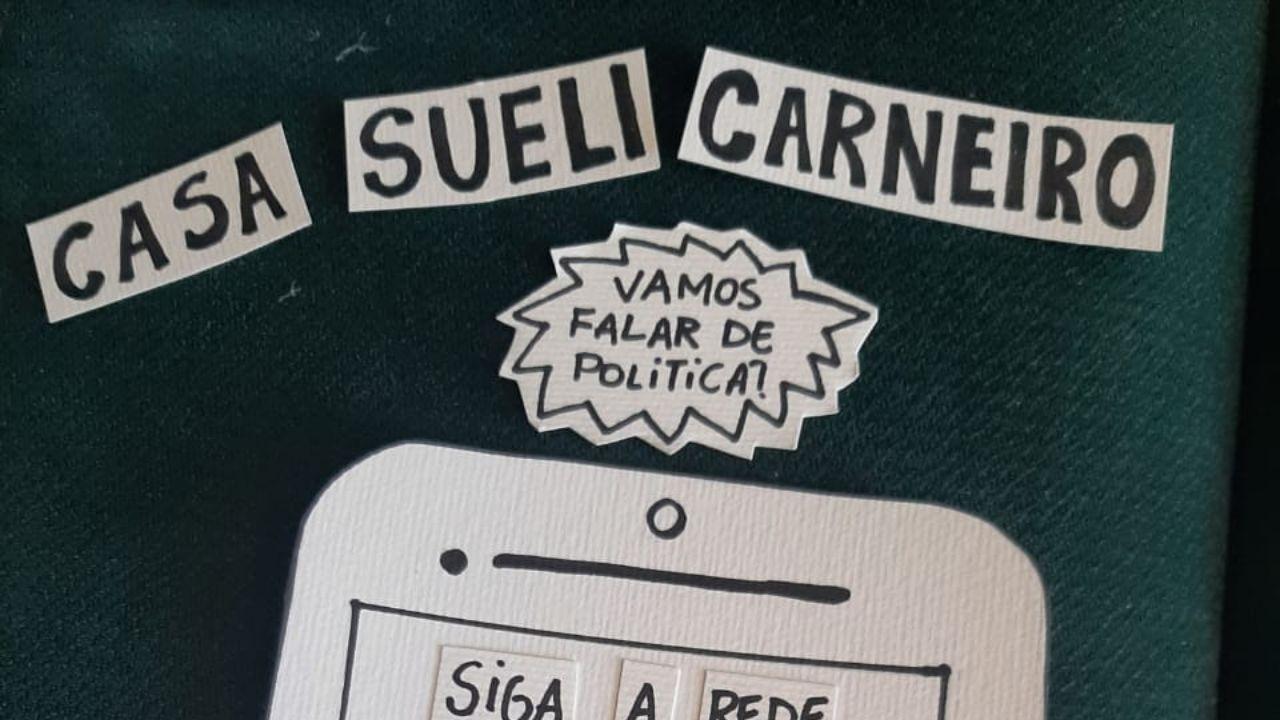 CASA SUELI CARNEIRO
VAMOS
FALAR DE
POLíTiCA?
SiGA A REDE